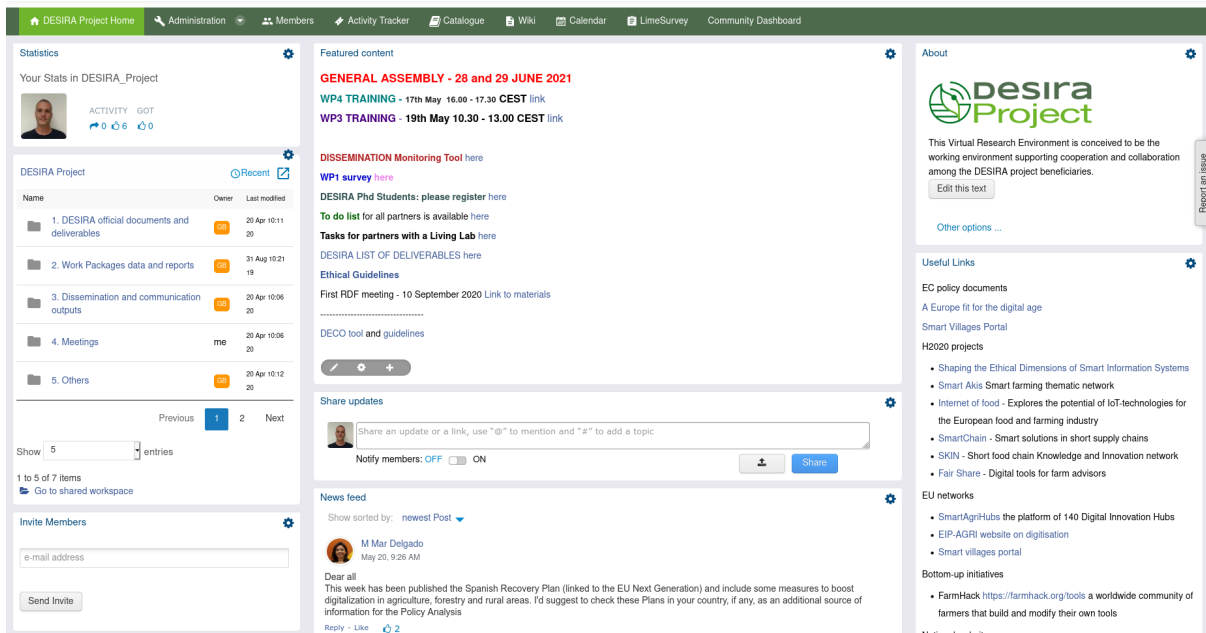 DESIRA Project Home
Administration
Members
Activity Tracker
Catalogue
Wiki
Calendar
LimeSurvey
Community Dashboard
Statistics
Your Stats in DESIRA_Project
ACTIVITY GOT
0 6 0
DESIRA Project
Recent
Name Owner Last modified
1. DESIRA official documents and
deliverables
GB
20 Apr 10:11
20
2. Work Packages data and reports
GB
31 Aug 10:21
19
3. Dissemination and communication
outputs
GB
20 Apr 10:06
20
4. Meetings
me
20 Apr 10:06
20
5. Others
GB
20 Apr 10:12
20
Previous 1 2 Next
Show 5 entries
1 to 5 of 7 items
Go to shared workspace
Invite Members
e-mail address
Send Invite
Featured content
GENERAL ASSEMBLY - 28 and 29 JUNE 2021
WP4 TRAINING - 17th May 16.00 - 17.30 CEST link
WP3 TRAINING - 19th May 10.30 - 13.00 CEST link
DISSEMINATION Monitoring Tool here
WP1 survey here
DESIRA Phd Students: please register here
To do list for all partners is available here
Tasks for partners with a Living Lab here
DESIRA LIST OF DELIVERABLES here
Ethical Guidelines
First RDF meeting - 10 September 2020 Link to materials
----------------------------------
DECO tool and guidelines
Share updates
Share an update or a link, use "@" to mention and "#" to add a topic
Notify members: OFF ON
Share
News feed
Show sorted by: newest Post
M Mar Delgado
May 20, 9:26 AM
Dear all
This week has been published the Spanish Recovery Plan (linked to the EU Next Generation) and include some measures to boost
digitalization in agriculture, forestry and rural areas. I'd suggest to check these Plans in your country, if any, as an additional source of
information for the Policy Analysis
Reply - Like 2
About
Desira
Project
This Virtual Research Environment is conceived to be the
working environment supporting cooperation and collaboration
among the DESIRA project beneficiaries.
Edit this text
Other options ...
Report an issue
Useful Links
EC policy documents
A Europe fit for the digital age
Smart Villages Portal
H2020 projects
Shaping the Ethical Dimensions of Smart Information Systems
Smart Akis Smart farming thematic network
Internet of food - Explores the potential of IoT-technologies for
the European food and farming industry
SmartChain - Smart solutions in short supply chains
SKIN - Short food chain Knowledge and Innovation network
Fair Share - Digital tools for farm advisors
EU networks
SmartAgriHubs the platform of 140 Digital Innovation Hubs
EIP-AGRI website on digitisation
Smart villages portal
Bottom-up initiatives
FarmHack https://farmhack.org/tools a worldwide community of
farmers that build and modify their own tools